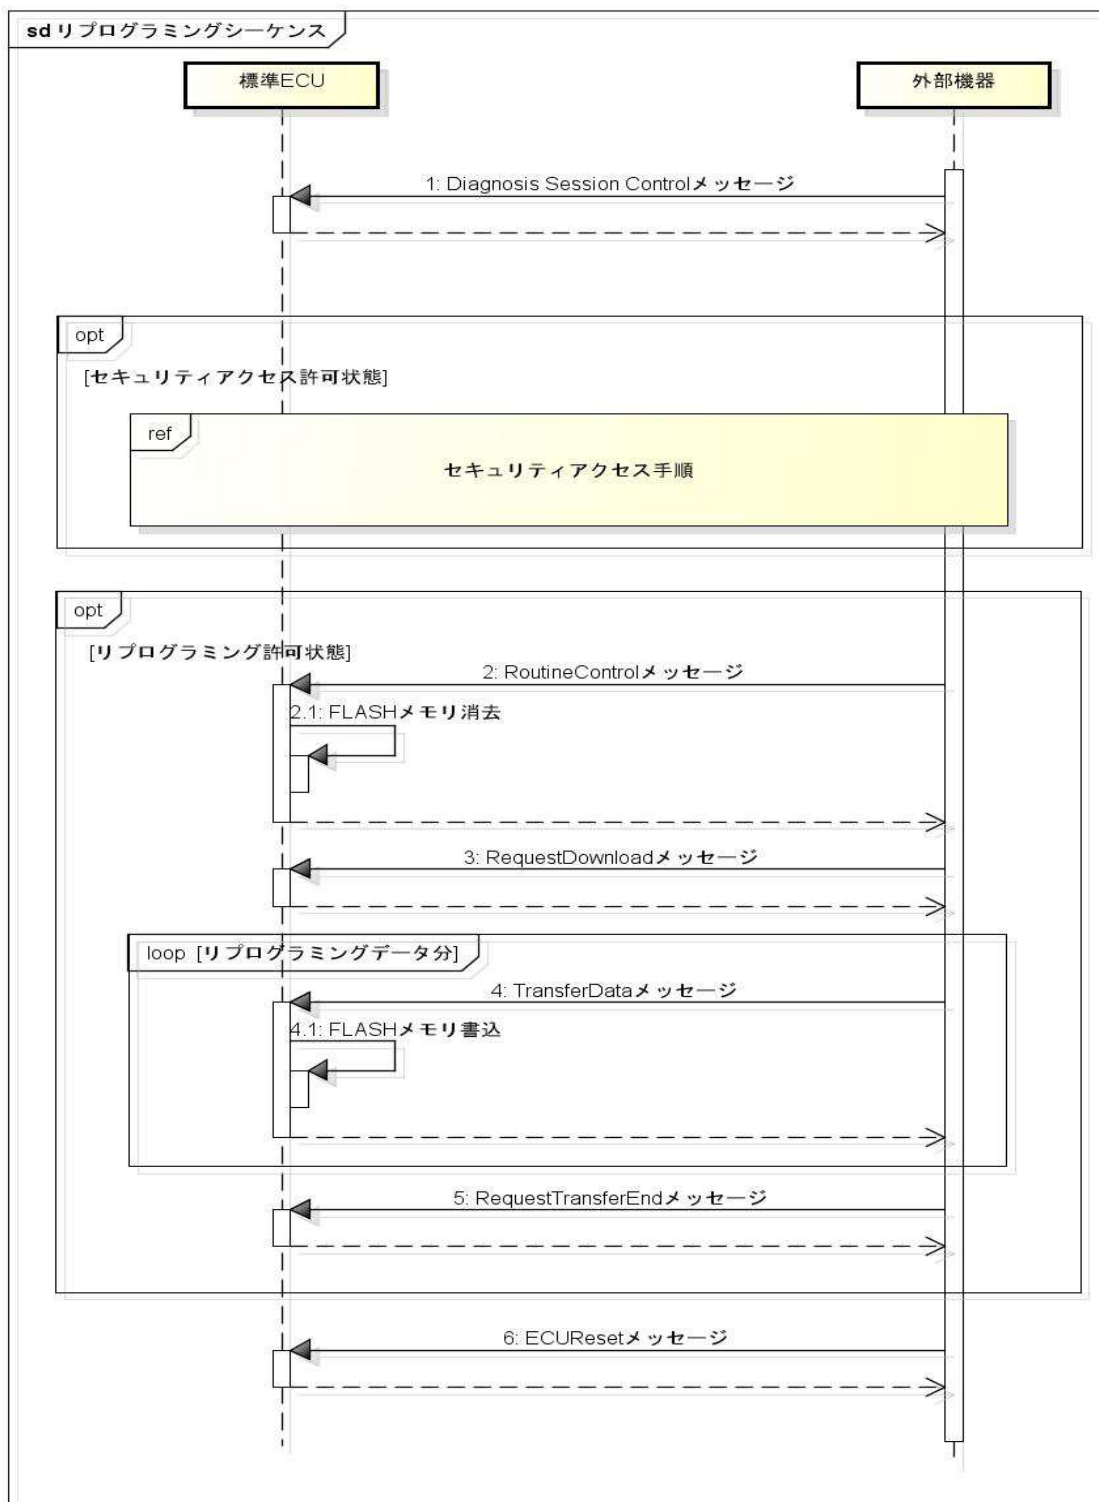 sd リプログラミングシーケンス
標準ECU
外部機器
1: Diagnosis Session Controlメッセージ
opt
[セキュリティアクセス許可状態]
ref
セキュリティアクセス手順
opt
[リプログラミング許可状態]
2: RoutineControlメッセージ
2.1: FLASHメモリ消去
3: RequestDownloadメッセージ
loop [リプログラミングデータ分]
4: TransferDataメッセージ
4.1: FLASHメモリ書込
5: RequestTransferEndメッセージ
6: ECUResetメッセージ